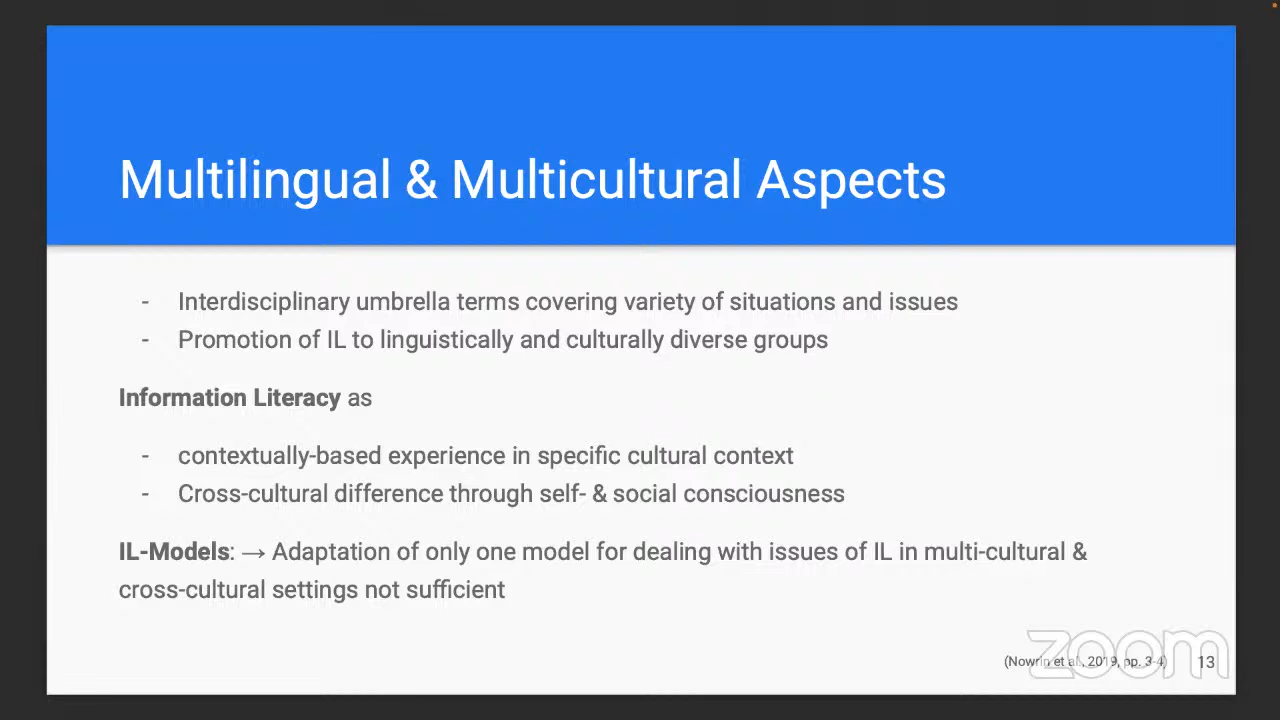 Multilingual & Multicultural Aspects
- Interdisciplinary umbrella terms covering variety of situations and issues
- Promotion of IL to linguistically and culturally diverse groups
Information Literacy as
- contextually-based experience in specific cultural context
- Cross-cultural difference through self- & social consciousness
IL-Models: → Adaptation of only one model for dealing with issues of IL in multi-cultural &
cross-cultural settings not sufficient
(Nowrin et al., 2019, pp. 3-4)
13
zoom